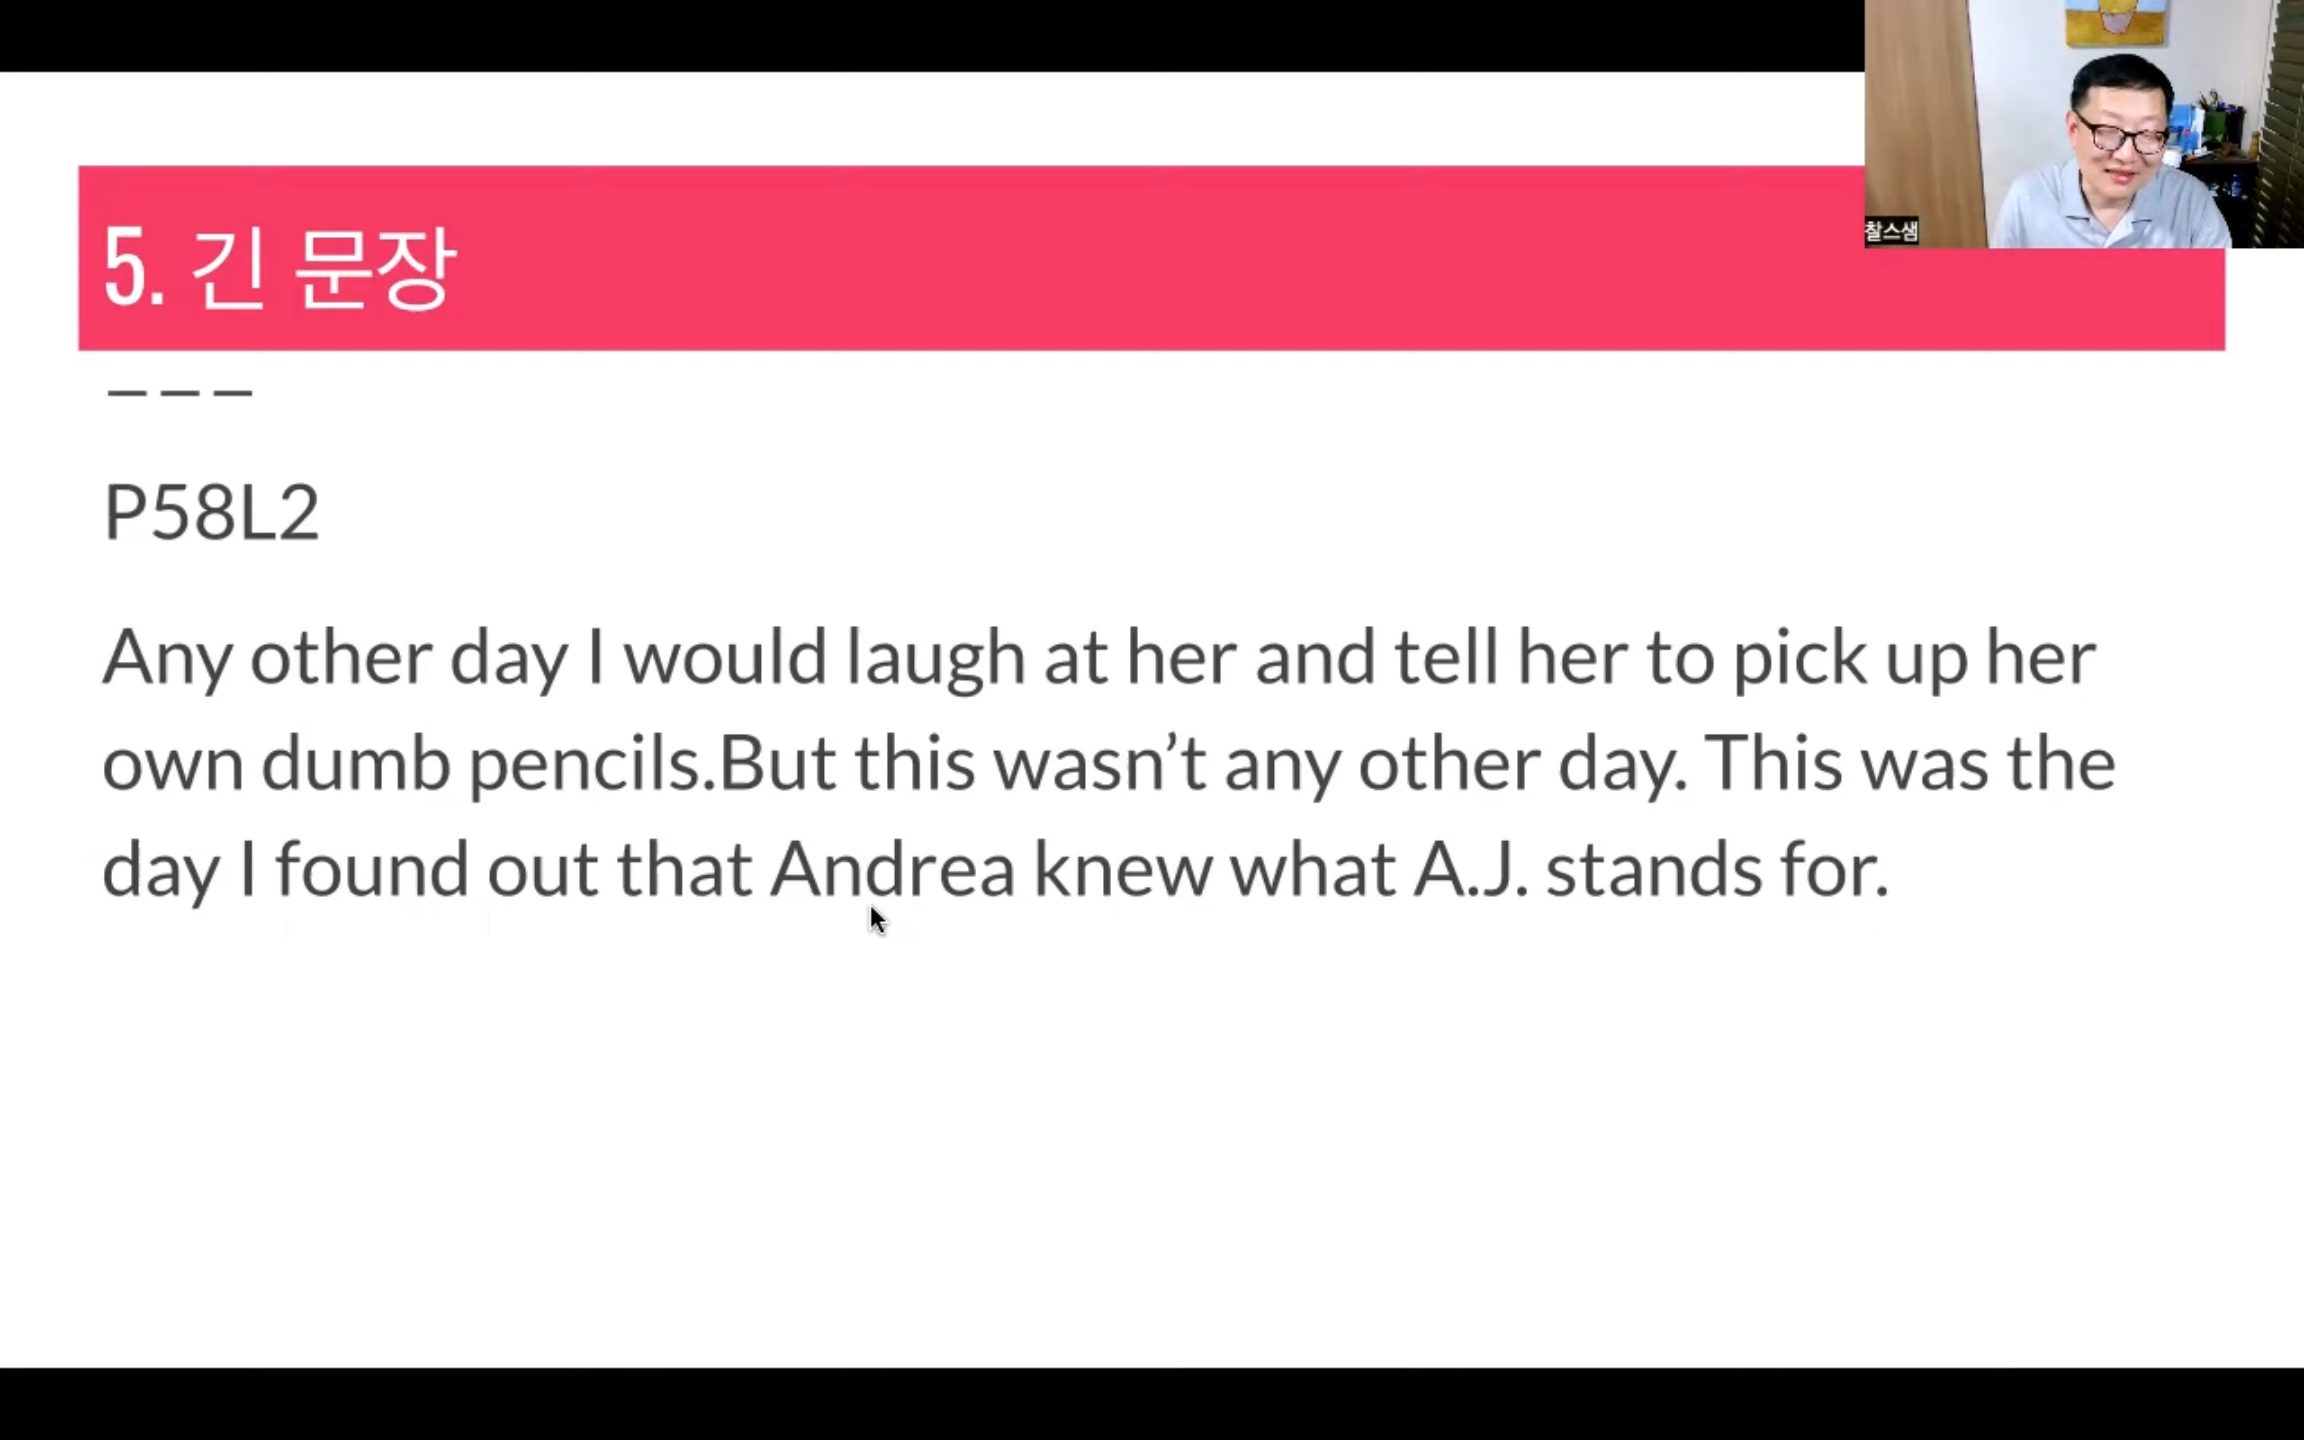 찰스샘
5. 긴 문장
P58L2
Any other day I would laugh at her and tell her to pick up her
own dumb pencils.But this wasn’t any other day. This was the
day I found out that Andrea knew what A.J. stands for.